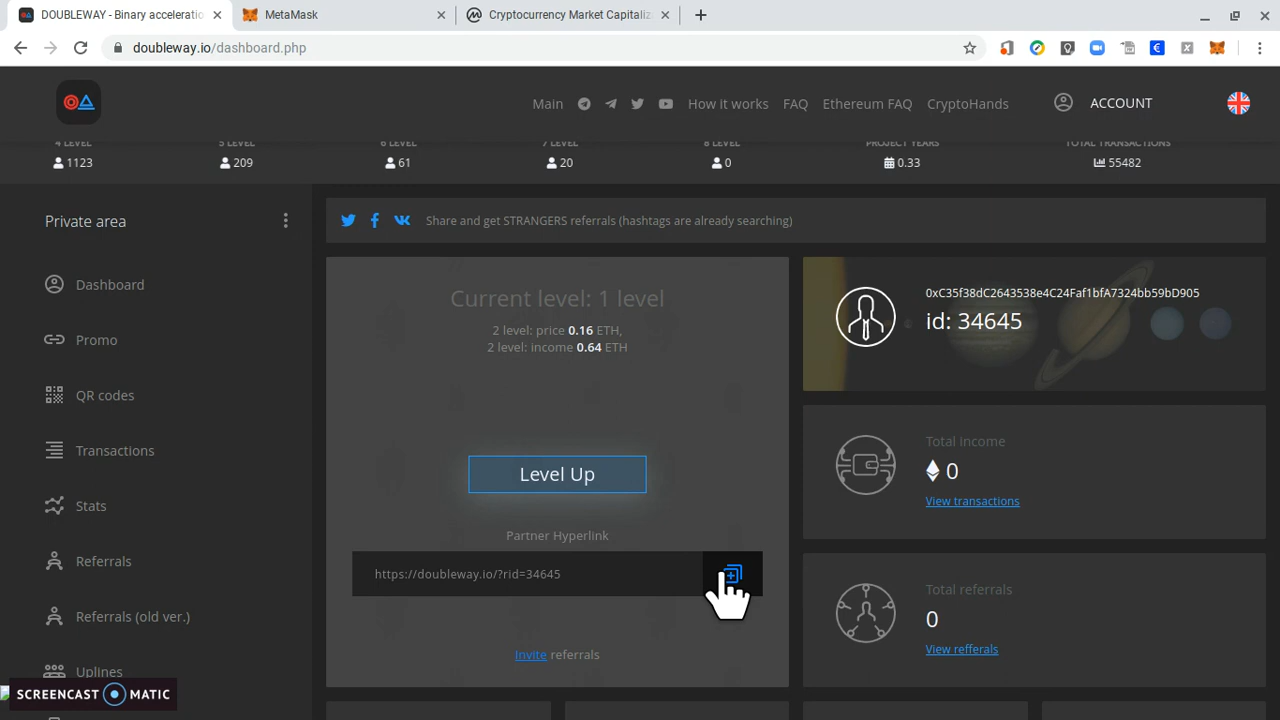 DOUBLEWAY - Binary acceleratio
MetaMask
Cryptocurrency Market Capitaliz
doubleway.io/dashboard.php
Main
How it works
FAQ
Ethereum FAQ
CryptoHands
ACCOUNT
4 LEVEL
5 LEVEL
6 LEVEL
7 LEVEL
8 LEVEL
PROJECT YEARS
TOTAL TRANSACTIONS
1123
209
61
20
0
0.33
55482
Private area
Dashboard
Promo
QR codes
Transactions
Stats
Referrals
Referrals (old ver.)
Uplines
Share and get STRANGERS referrals (hashtags are already searching)
Current level: 1 level
2 level: price 0.16 ETH,
2 level: income 0.64 ETH
Level Up
Partner Hyperlink
https://doubleway.io/?rid=34645
Invite referrals
0xC35f38dC2643538e4C24Faf1bfA7324bb59bD905
id: 34645
Total income
0
View transactions
Total referrals
0
View refferals
SCREENCAST MATIC